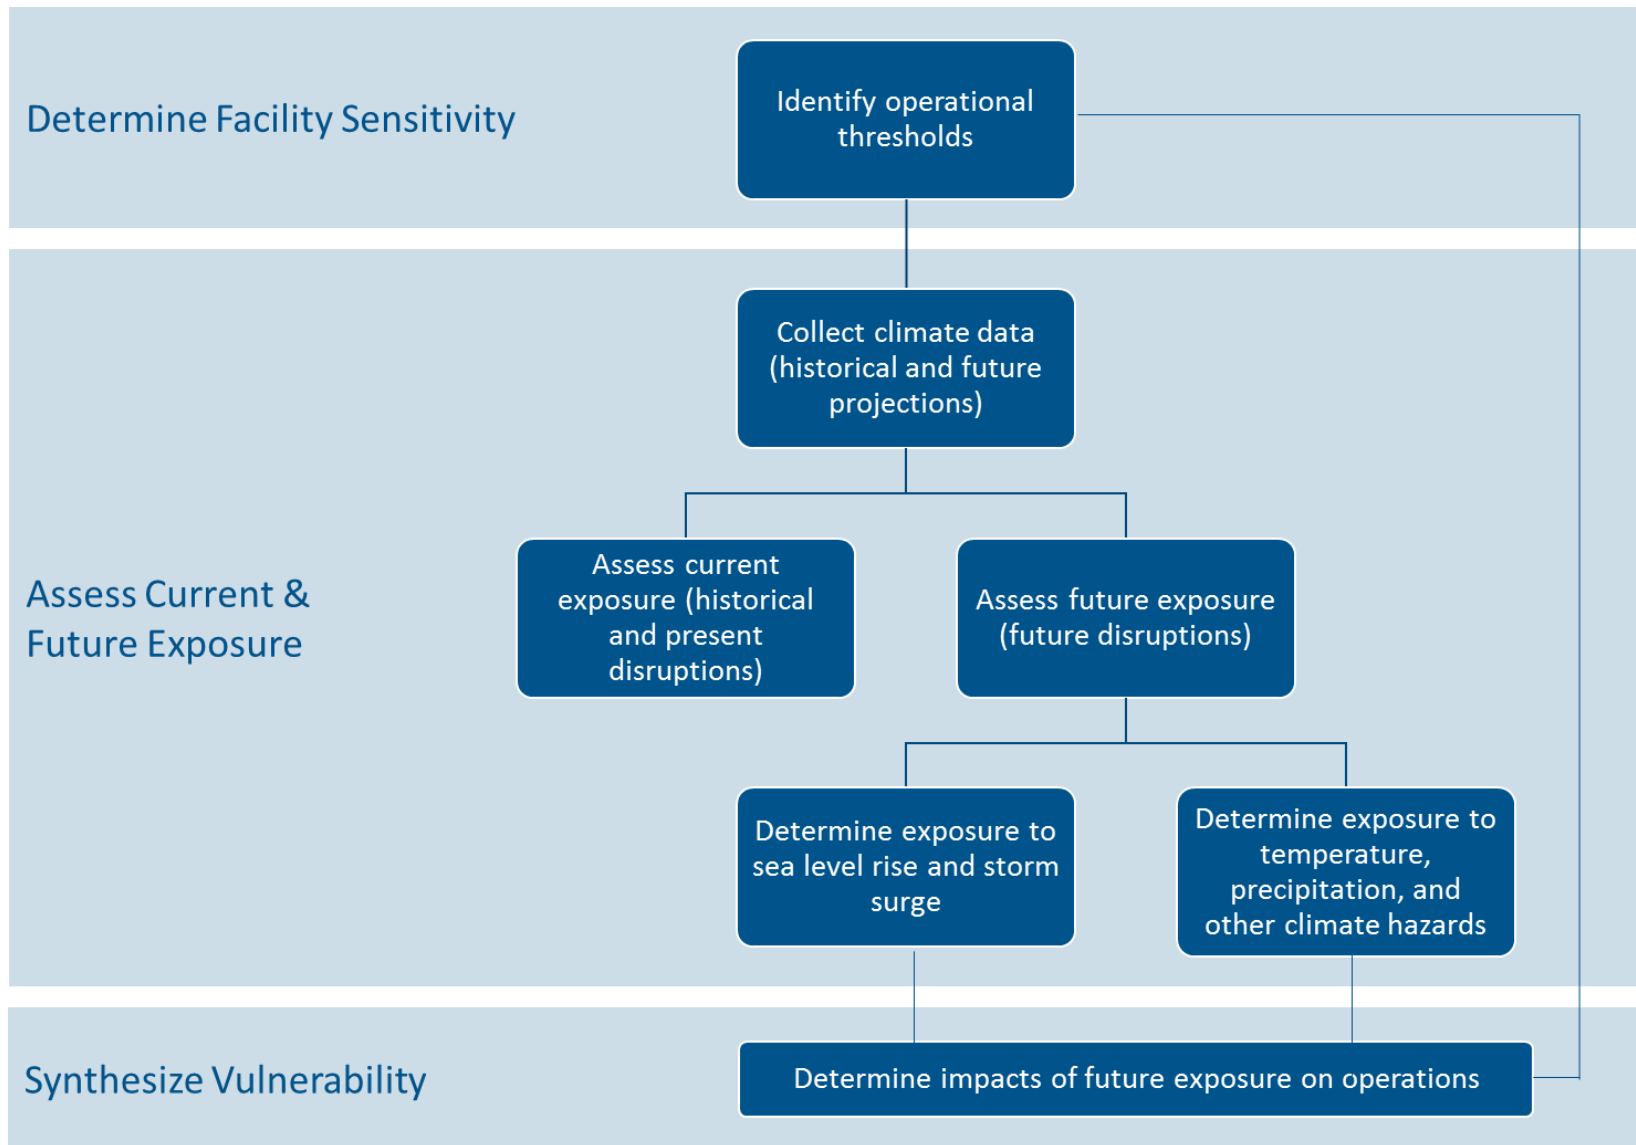 Determine Facility Sensitivity
Identify operational
thresholds
Collect climate data
(historical and future
projections)
Assess Current &
Future Exposure
Assess current
exposure (historical
and present
disruptions)
Assess future exposure
(future disruptions)
Determine exposure to
sea level rise and storm
surge
Determine exposure to
temperature,
precipitation, and
other climate hazards
Synthesize Vulnerability
Determine impacts of future exposure on operations